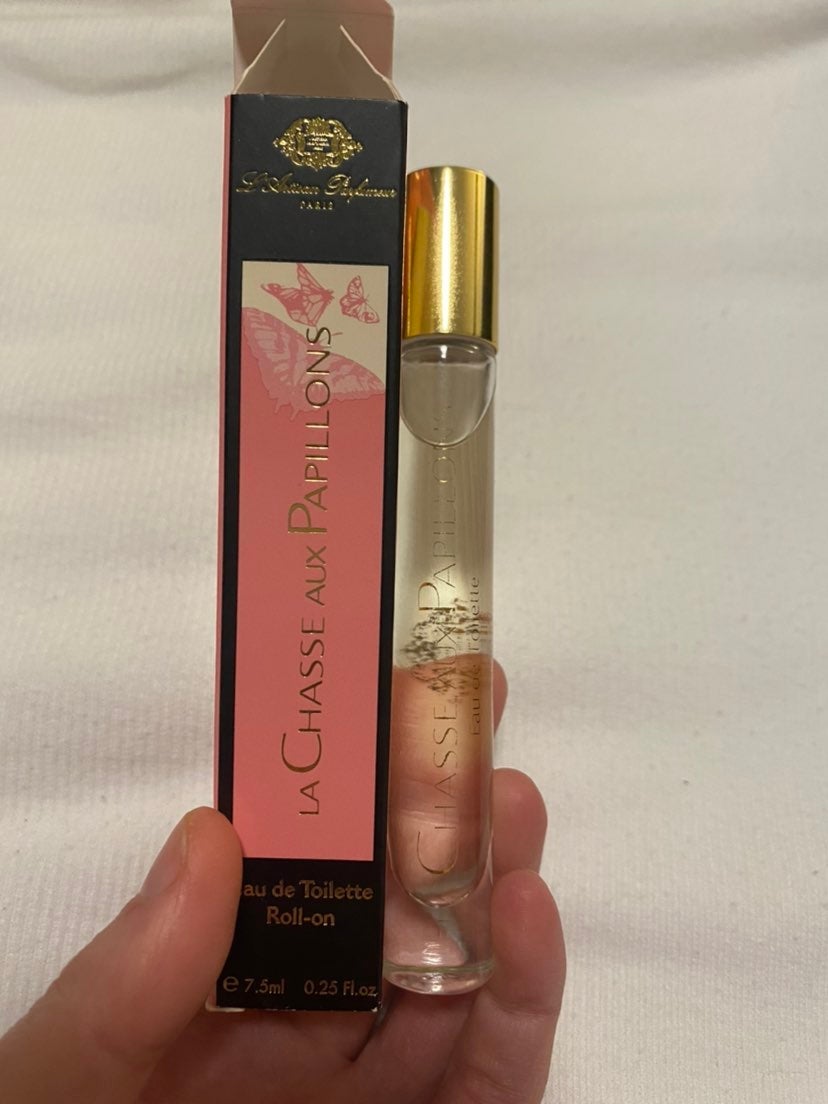 L'Artisan Parfumeur
PARIS
LA CHASSE AUX PAPILLONS
au de Toilette
Roll-on
e 7.5ml 0.25 Fl.oz
CHASSE AUX PAPILLONS
Eau de Toilette